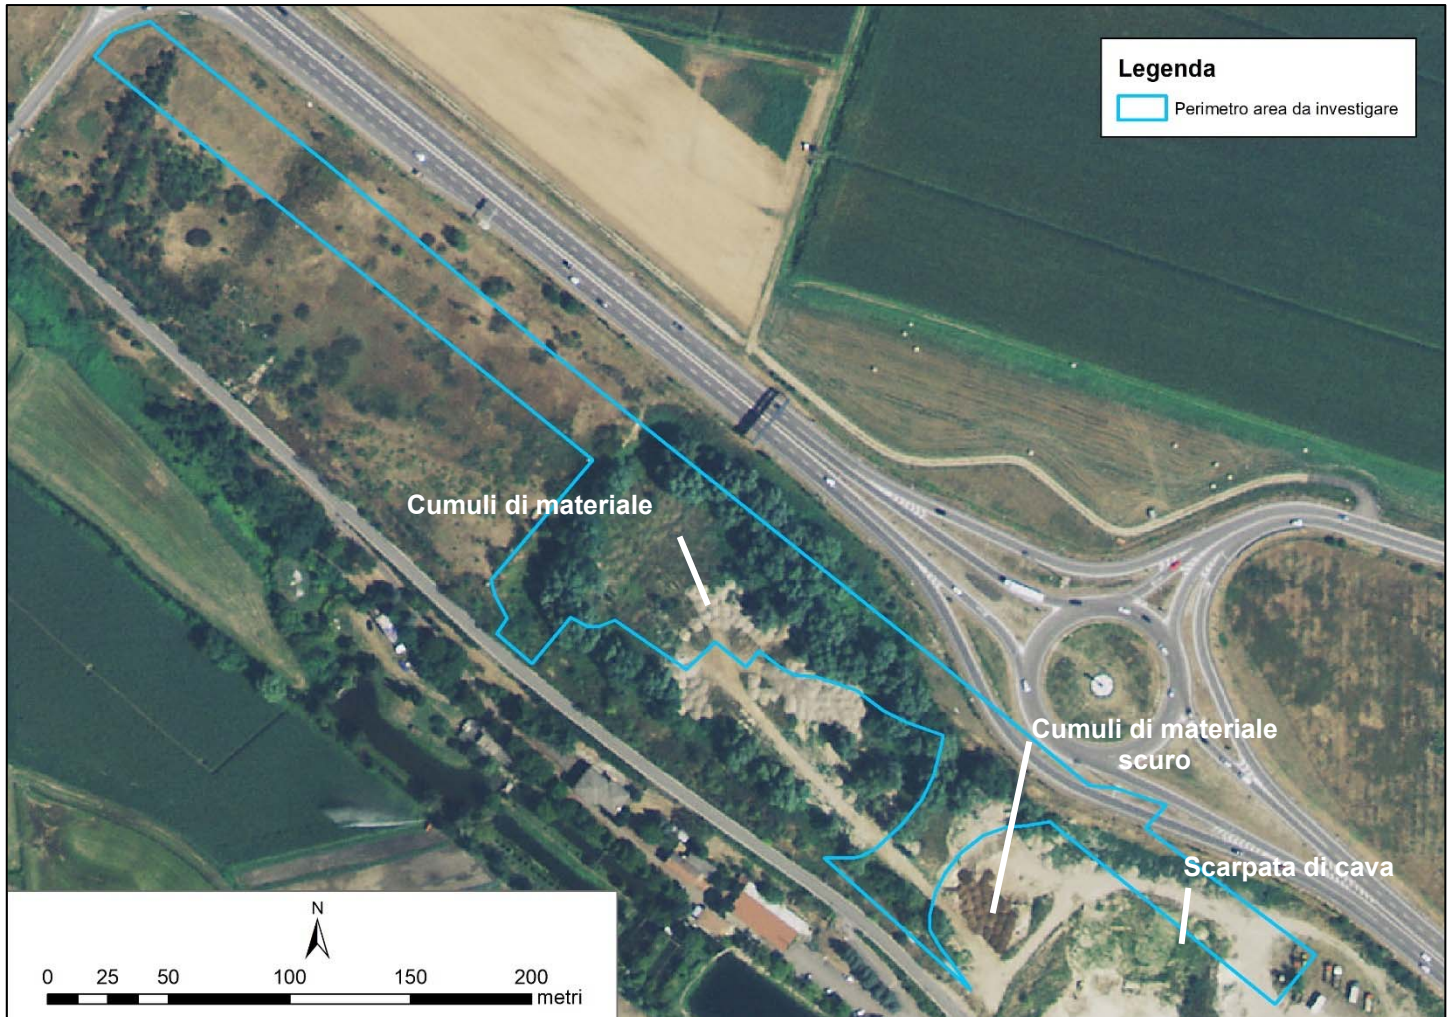 Legenda
Perimetro area da investigare
Cumuli di materiale
Cumuli di materiale
scuro
Scarpata di cava
N
0 25 50 100 150 200
metri